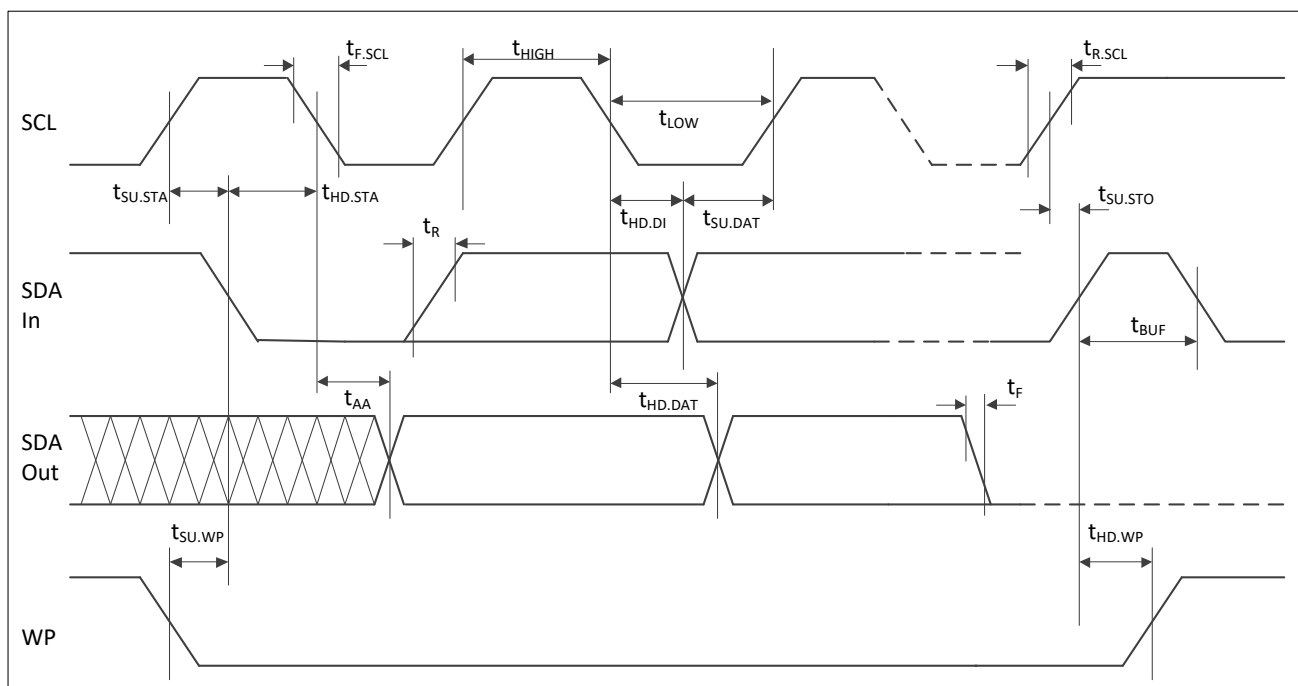 tF.SCL
tHIGH
tR.SCL
SCL
tLOW
tSU.STA
tHD.STA
tHD.DI
tSU.DAT
tSU.STO
tR
SDA
In
tBUF
tAA
tHD.DAT
tF
SDA
Out
tSU.WP
tHD.WP
WP